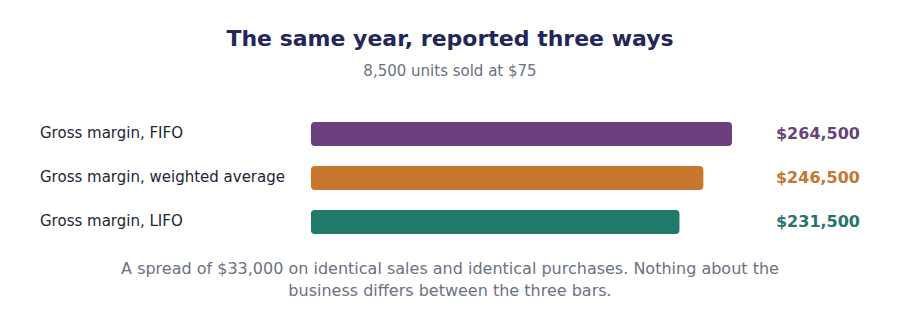 The same year, reported three ways
8,500 units sold at $75
Gross margin, FIFO $264,500
Gross margin, weighted average $246,500
Gross margin, LIFO $231,500
A spread of $33,000 on identical sales and identical purchases. Nothing about the
business differs between the three bars.